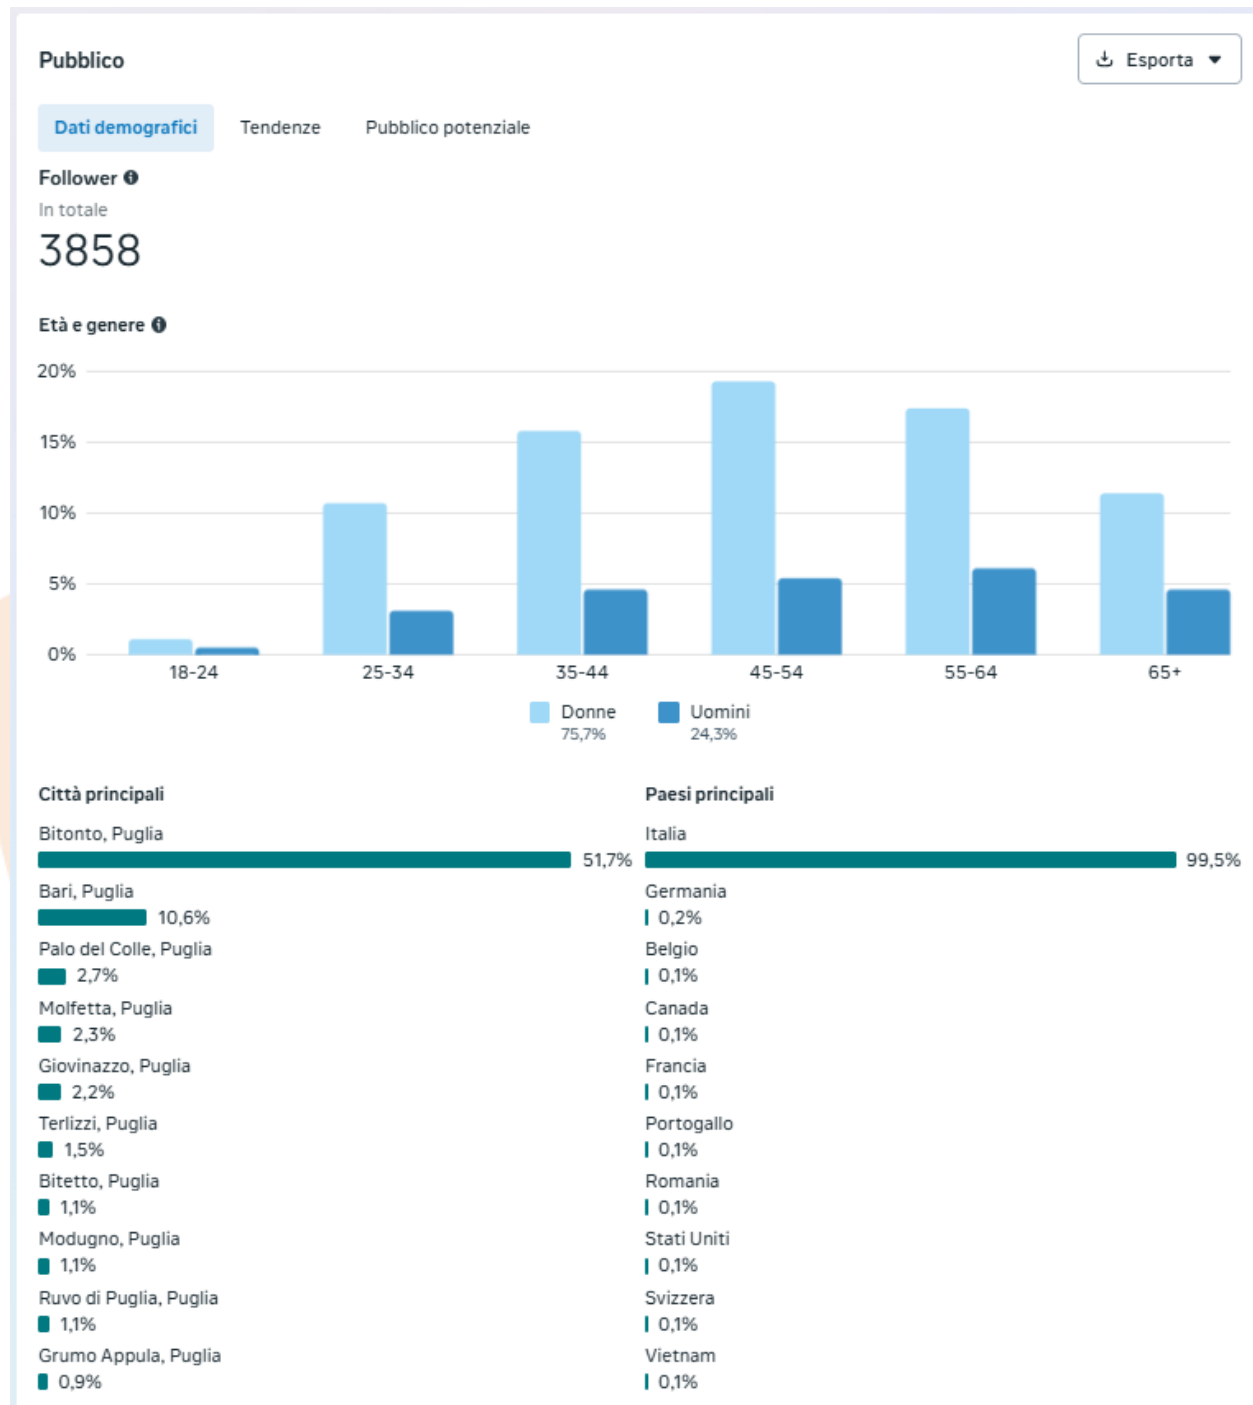 Pubblico
Esporta
Dati demografici Tendenze Pubblico potenziale
Follower
In totale
3858
Età e genere
20%
15%
10%
5%
0%
18-24 25-34 35-44 45-54 55-64 65+
Donne Uomini
75,7% 24,3%
Città principali
Bitonto, Puglia
51,7%
Bari, Puglia
10,6%
Palo del Colle, Puglia
2,7%
Molfetta, Puglia
2,3%
Giovinazzo, Puglia
2,2%
Terlizzi, Puglia
1,5%
Bitetto, Puglia
1,1%
Modugno, Puglia
1,1%
Ruvo di Puglia, Puglia
1,1%
Grumo Appula, Puglia
0,9%
Paesi principali
Italia
99,5%
Germania
0,2%
Belgio
0,1%
Canada
0,1%
Francia
0,1%
Portogallo
0,1%
Romania
0,1%
Stati Uniti
0,1%
Svizzera
0,1%
Vietnam
0,1%